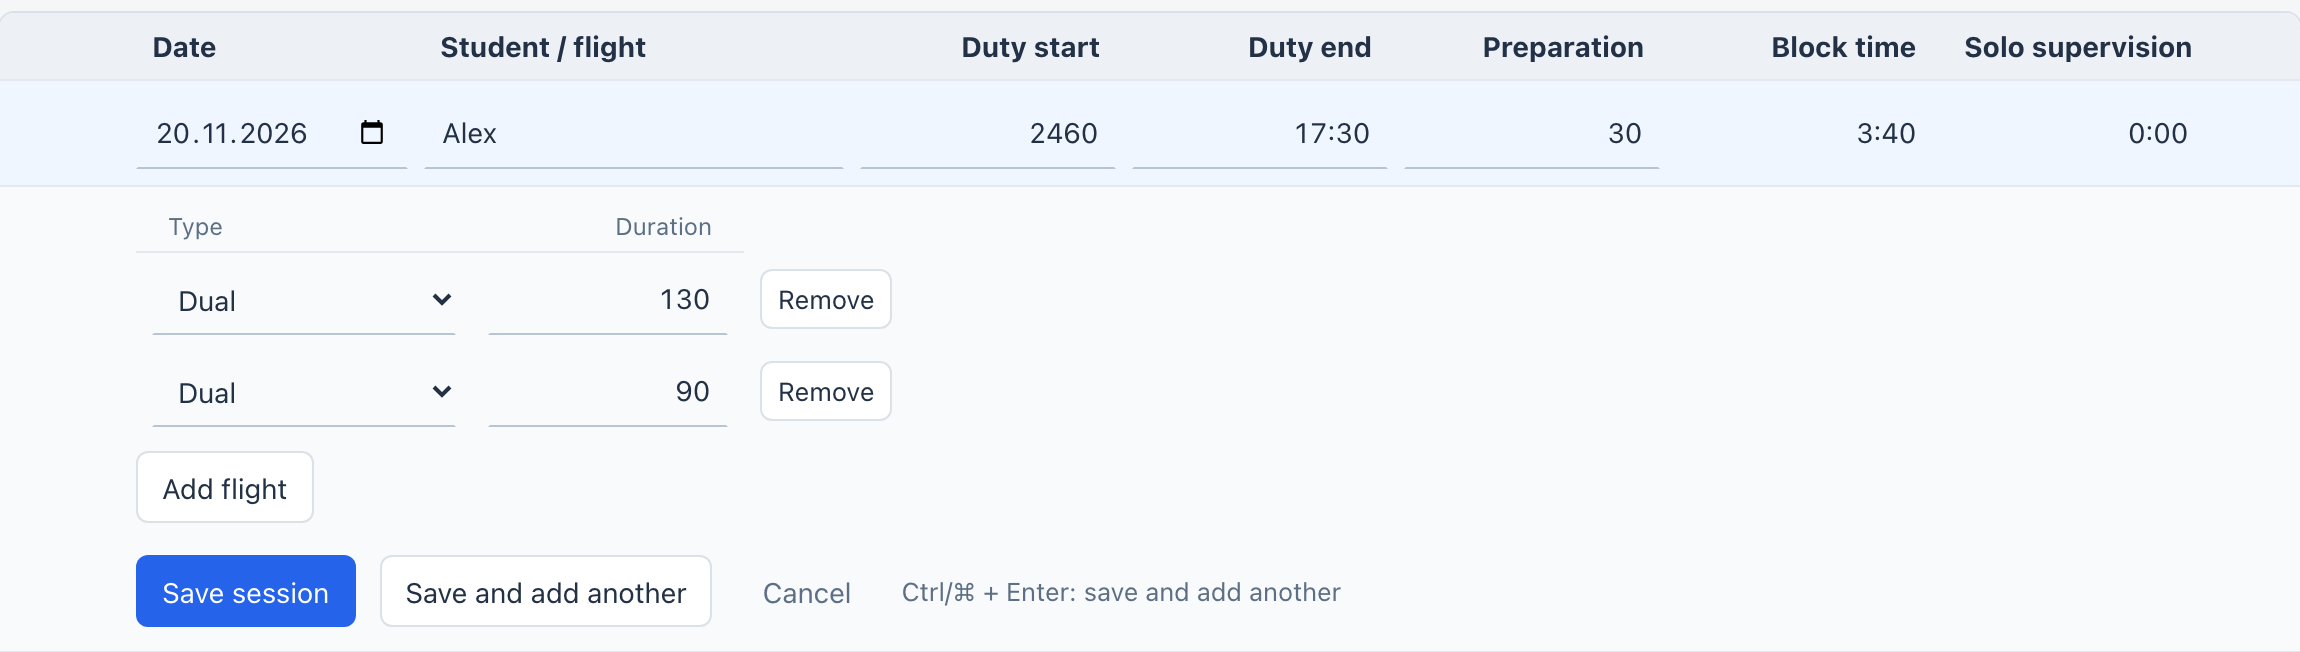 Date Student / flight Duty start Duty end Preparation Block time Solo supervision
20.11.2026 Alex 2460 17:30 30 3:40 0:00
Type Duration
Dual 130 Remove
Dual 90 Remove
Add flight
Save session Save and add another Cancel Ctrl/⌘ + Enter: save and add another